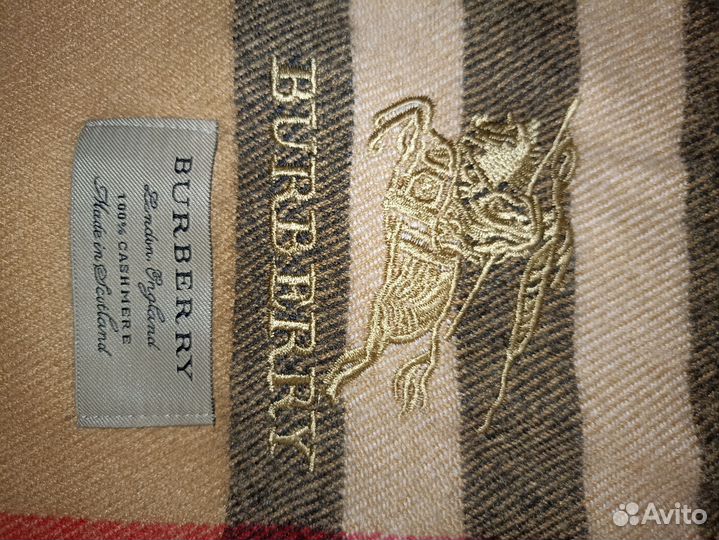 BURBERRY
London, England
100% CASHMERE
Made in Scotland
BURBERRY
Avito